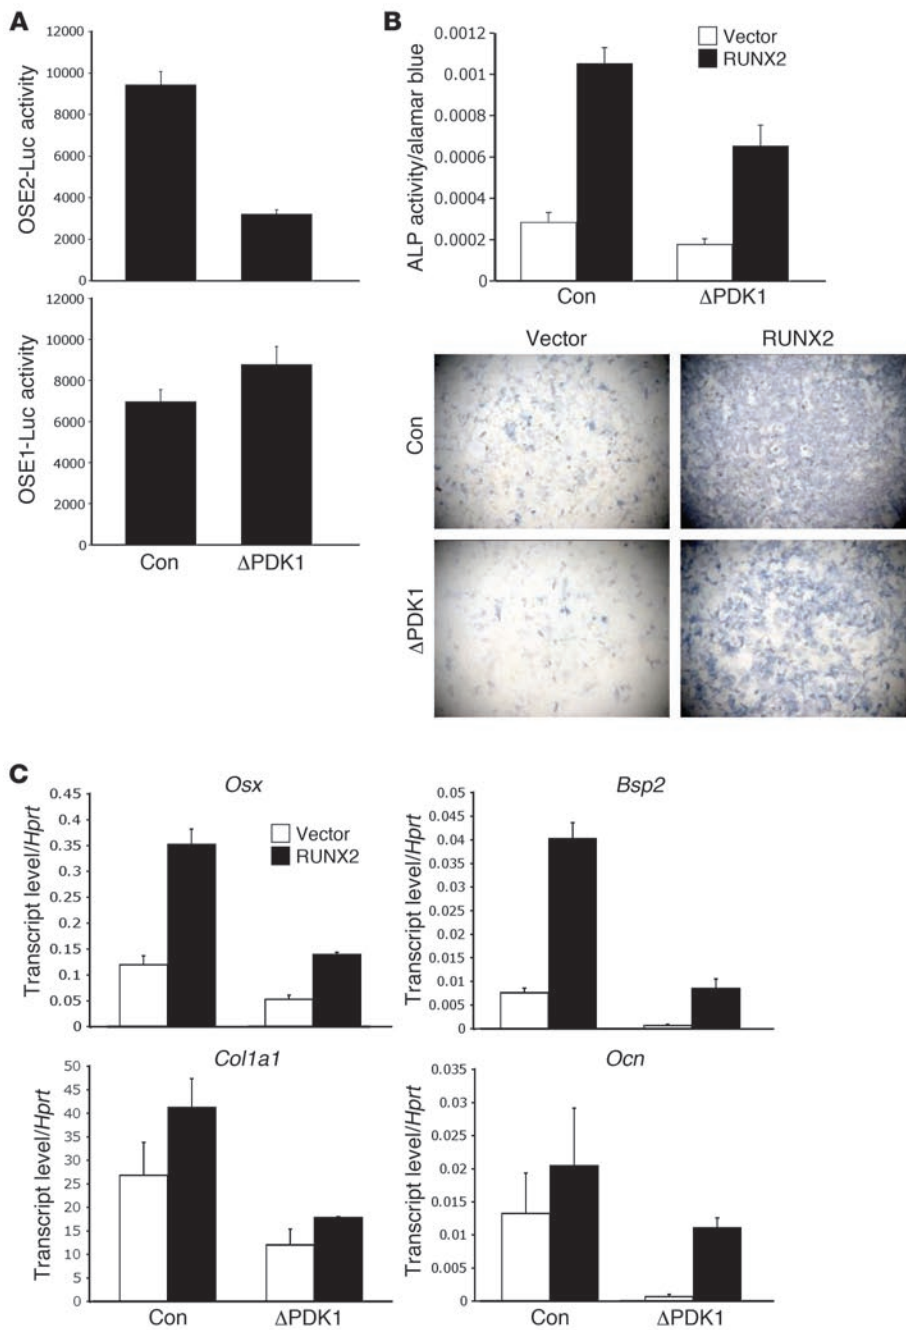 A
OSE2-Luc activity
12000
10000
8000
6000
4000
2000
0
OSE1-Luc activity
12000
10000
8000
6000
4000
2000
0
Con ΔPDK1
B
ALP activity/alamar blue
0.0012
0.001
0.0008
0.0006
0.0004
0.0002
0
Vector
RUNX2
Con ΔPDK1
Vector RUNX2
Con
ΔPDK1
C
Osx
Transcript level/Hprt
0.45
0.4
0.35
0.3
0.25
0.2
0.15
0.1
0.05
0
Vector
RUNX2
Bsp2
Transcript level/Hprt
0.05
0.045
0.04
0.035
0.03
0.025
0.02
0.015
0.01
0.005
0
Col1a1
Transcript level/Hprt
50
45
40
35
30
25
20
15
10
5
0
Con ΔPDK1
Ocn
Transcript level/Hprt
0.035
0.03
0.025
0.02
0.015
0.01
0.005
0
Con ΔPDK1